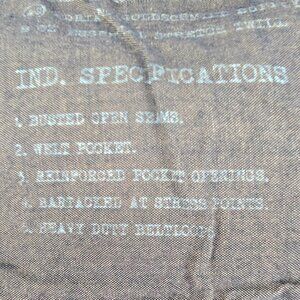 IND. SPECIFICATIONS
1. BUSTED OPEN SEAMS.
2. WELT POCKET.
3. REINFORCED POCKET OPENINGS.
4. BARTACKED AT STRESS POINTS.
5. HEAVY DUTY BELTLOOPS